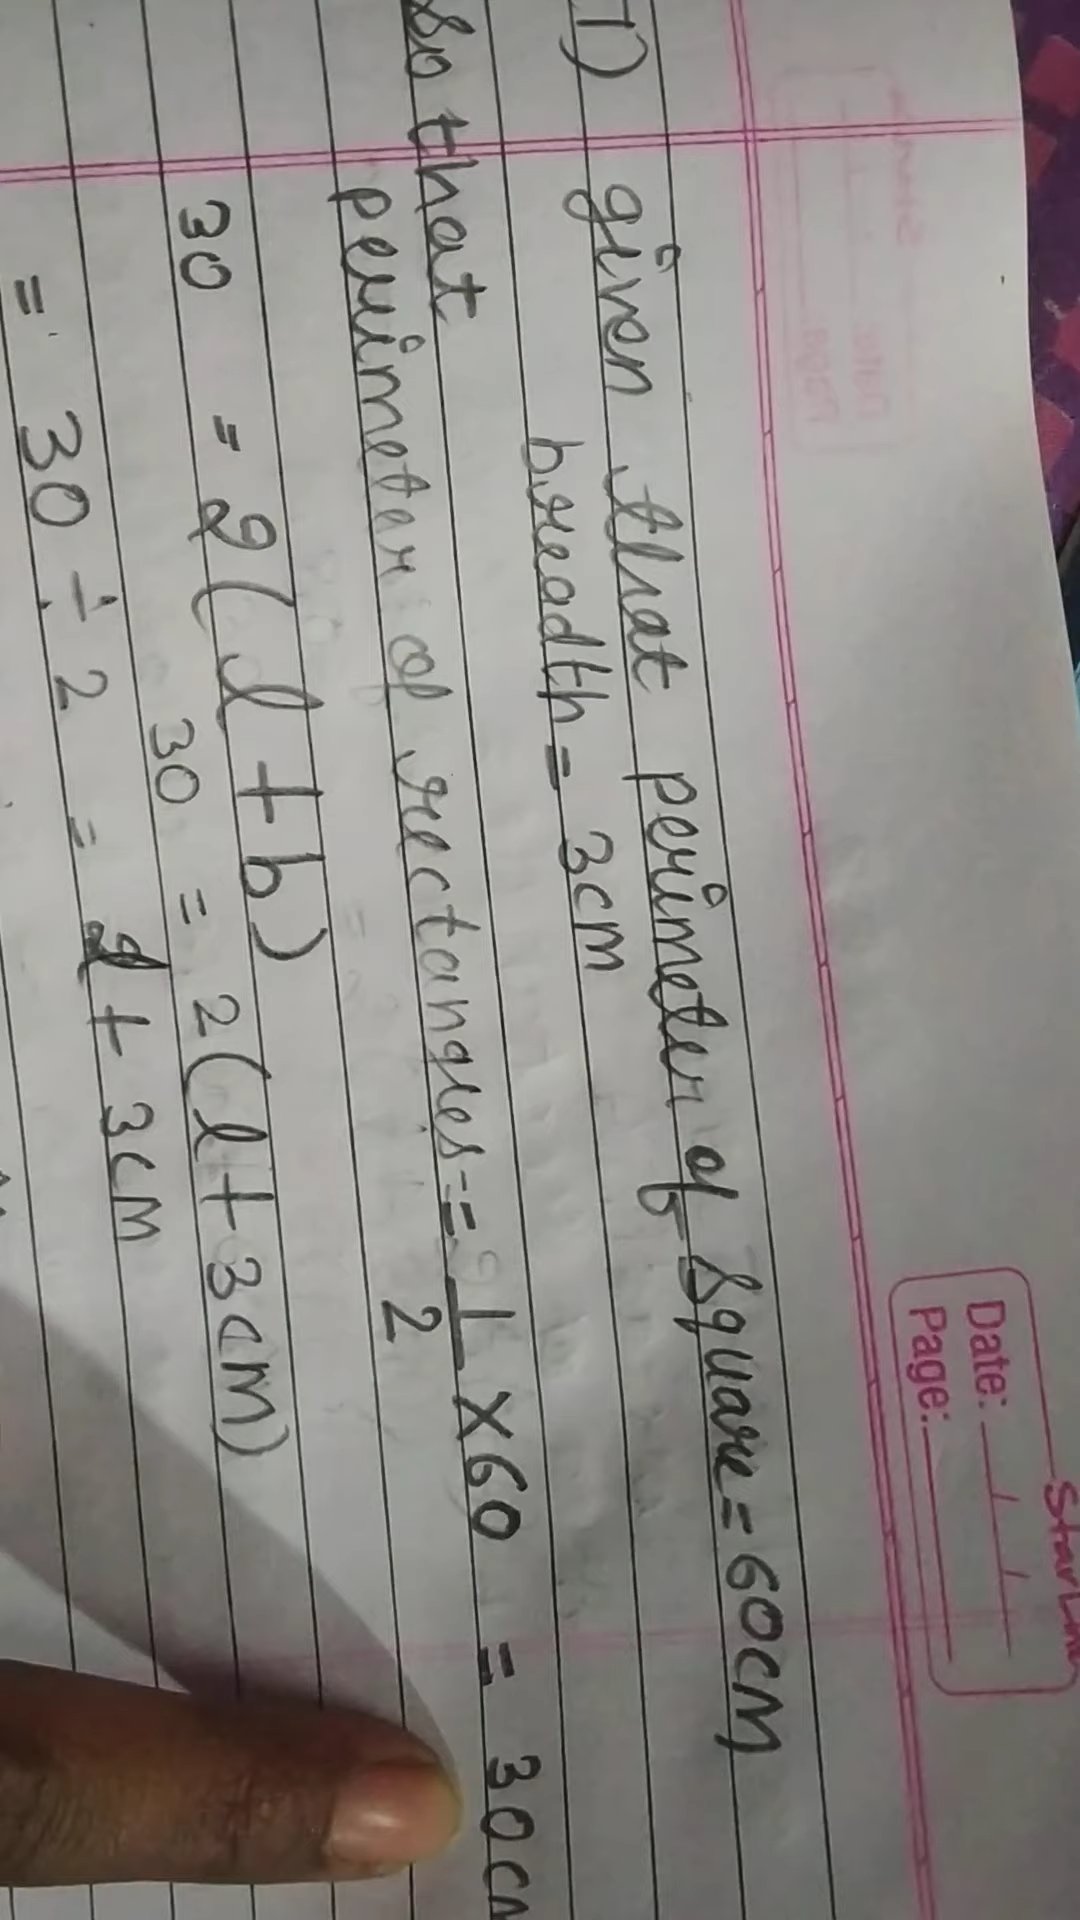 Starline
Date:
Page:
1) given that perimeter of square = 60cm
breadth = 3cm
so that
perimeter of rectangles = 1/2 × 60 = 30cm
30 = 2(l + b)
30 = 2(l + 3cm)
= 30 ÷ 2 = l + 3cm